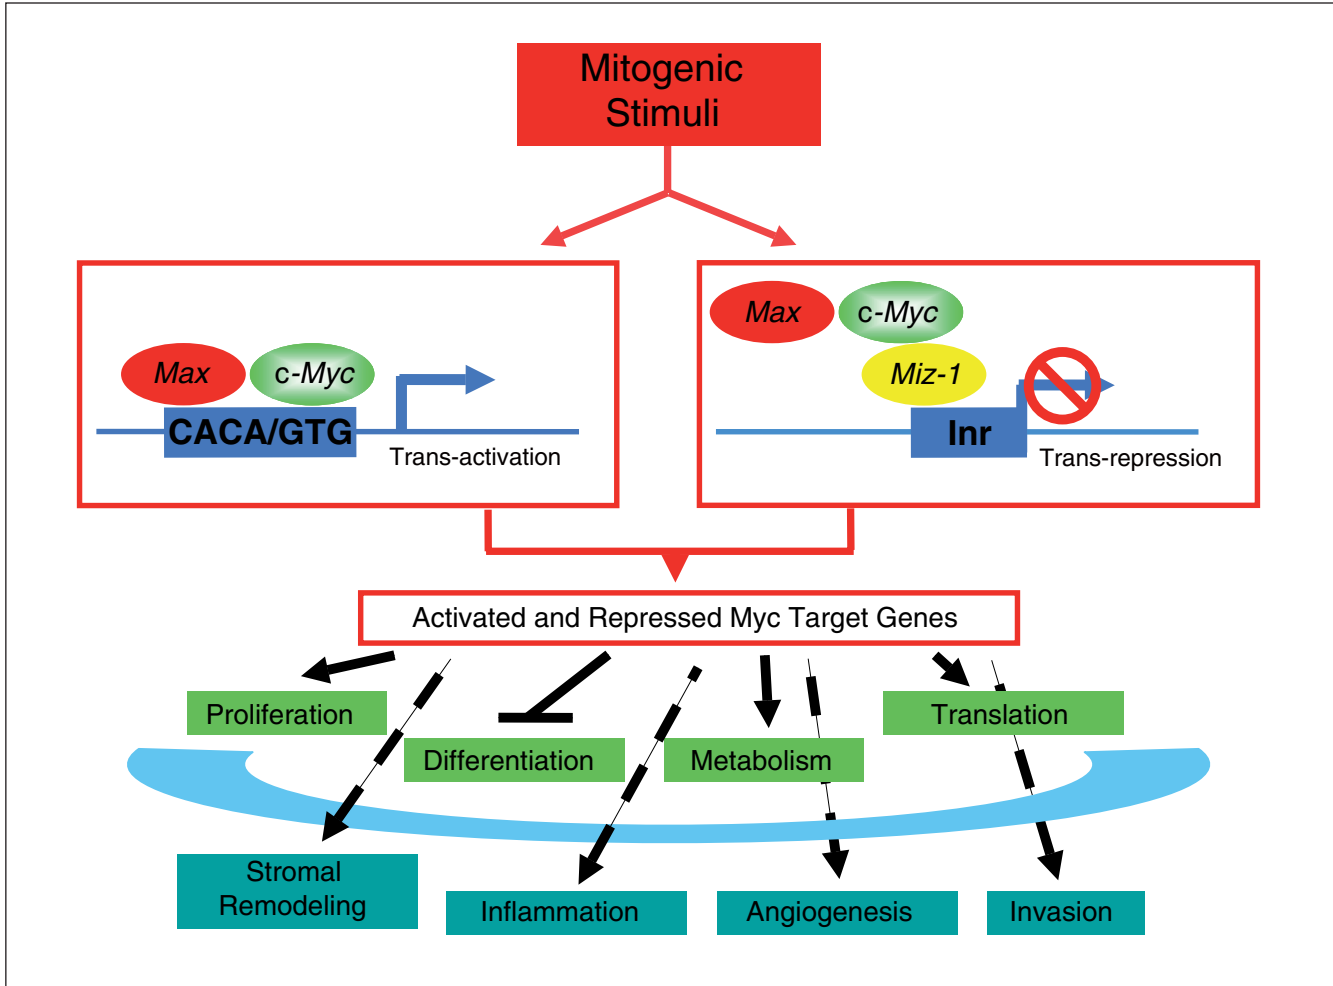 Mitogenic
Stimuli
Max
c-Myc
CACA/GTG
Trans-activation
Max
c-Myc
Miz-1
Inr
Trans-repression
Activated and Repressed Myc Target Genes
Proliferation
Differentiation
Metabolism
Translation
Stromal
Remodeling
Inflammation
Angiogenesis
Invasion